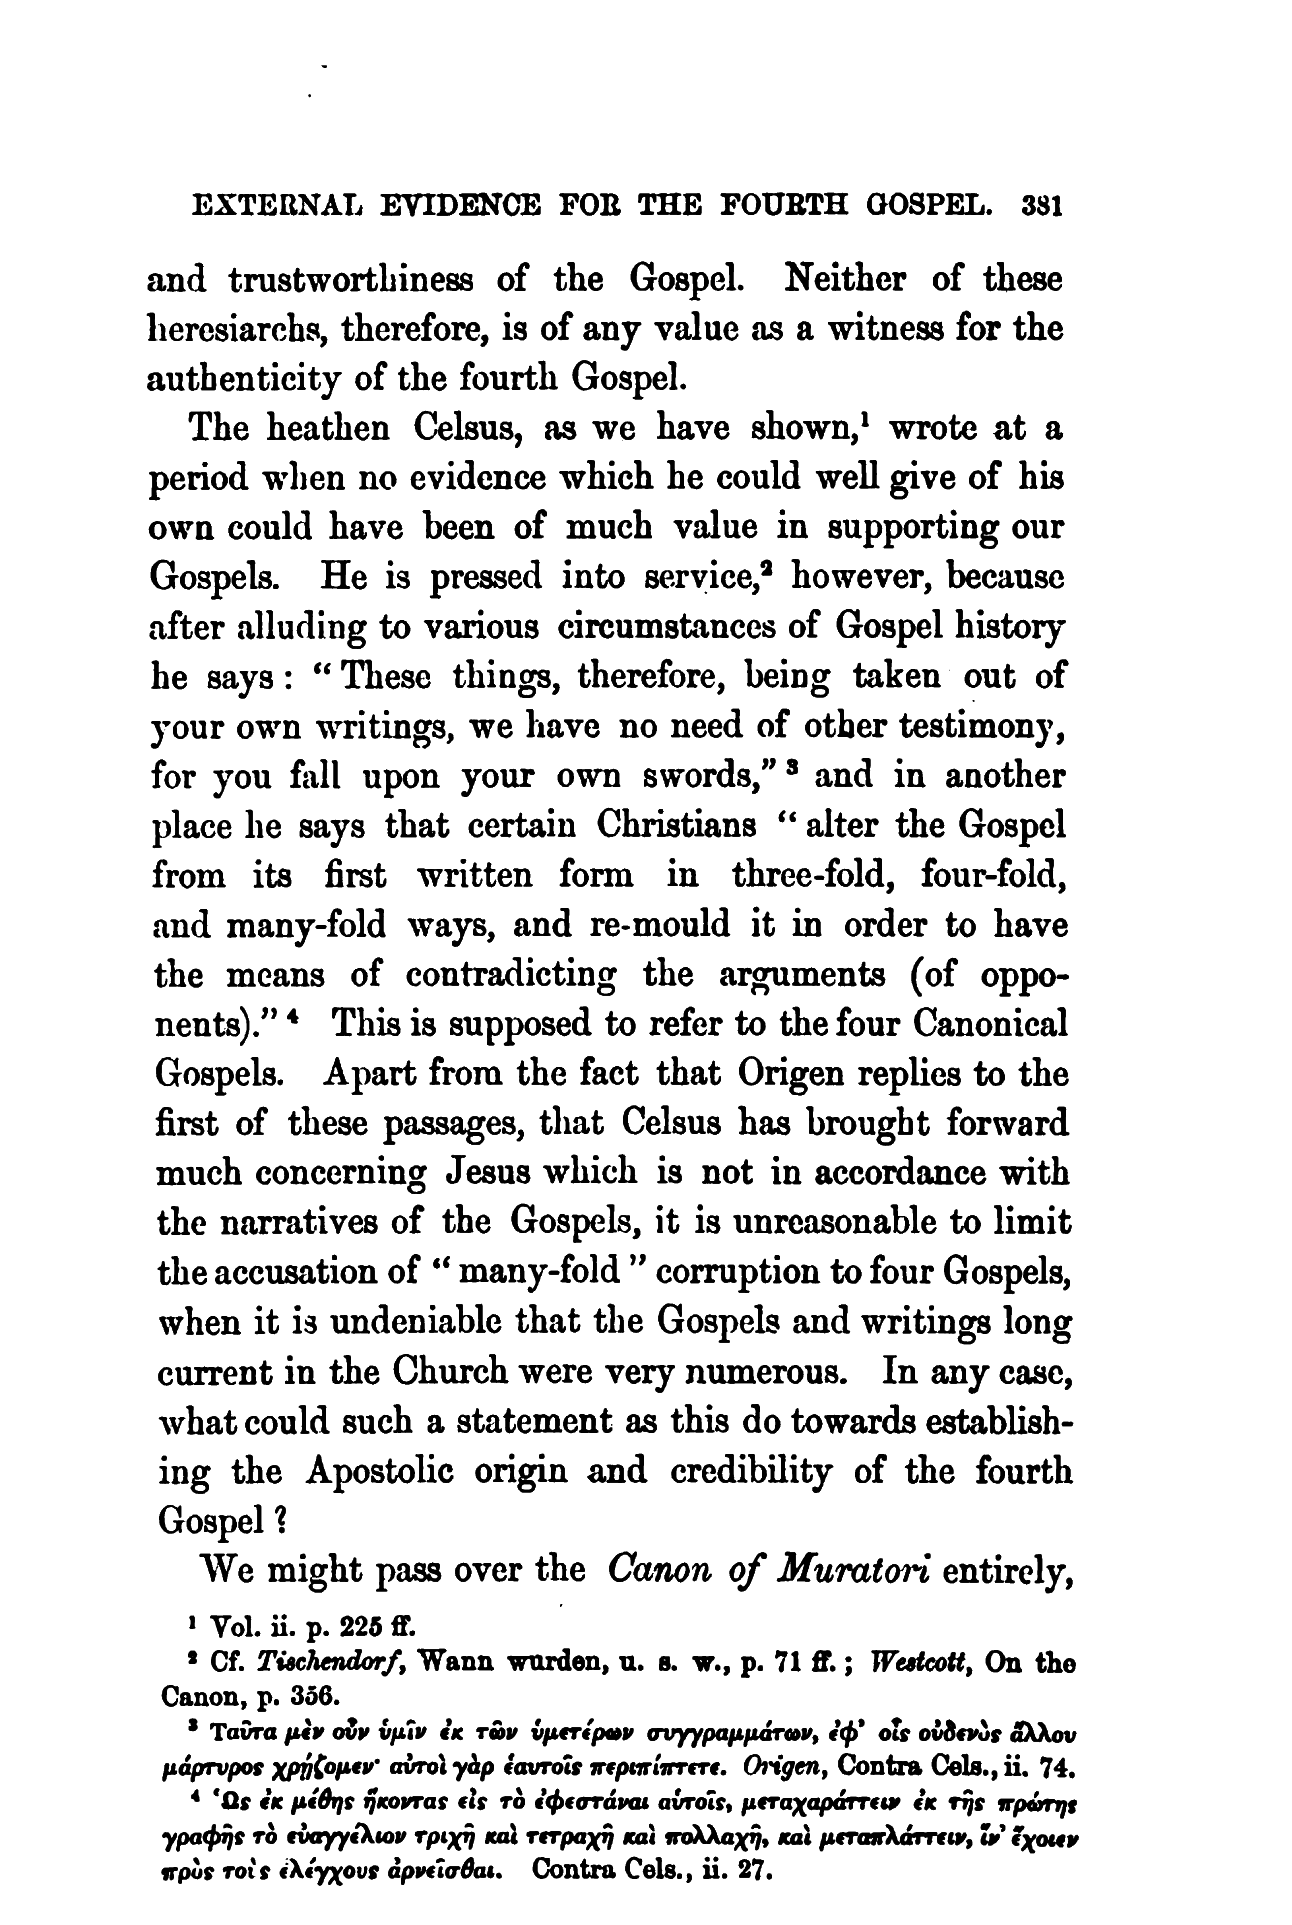 EXTERNAL EVIDENCE FOR THE FOURTH GOSPEL. 381
and trustworthiness of the Gospel. Neither of these
heresiarchs, therefore, is of any value as a witness for the
authenticity of the fourth Gospel.
The heathen Celsus, as we have shown,¹ wrote at a
period when no evidence which he could well give of his
own could have been of much value in supporting our
Gospels. He is pressed into service,² however, because
after alluding to various circumstances of Gospel history
he says : “ These things, therefore, being taken out of
your own writings, we have no need of other testimony,
for you fall upon your own swords,” ³ and in another
place he says that certain Christians “ alter the Gospel
from its first written form in three-fold, four-fold,
and many-fold ways, and re-mould it in order to have
the means of contradicting the arguments (of oppo-
nents).” ⁴ This is supposed to refer to the four Canonical
Gospels. Apart from the fact that Origen replies to the
first of these passages, that Celsus has brought forward
much concerning Jesus which is not in accordance with
the narratives of the Gospels, it is unreasonable to limit
the accusation of “ many-fold ” corruption to four Gospels,
when it is undeniable that the Gospels and writings long
current in the Church were very numerous. In any case,
what could such a statement as this do towards establish-
ing the Apostolic origin and credibility of the fourth
Gospel ?
We might pass over the Canon of Muratori entirely,
¹ Vol. ii. p. 225 ff.
² Cf. Tischendorf, Wann wurden, u. s. w., p. 71 ff. ; Westcott, On the
Canon, p. 356.
³ Ταῦτα μὲν οὖν ὑμῖν ἐκ τῶν ὑμετέρων συγγραμμάτων, ἐφ’ οἷς οὐδενὸς ἄλλου
μάρτυρος χρῄζομεν· αὐτοὶ γὰρ ἑαυτοῖς περιπίπτετε. Origen, Contra Cels., ii. 74.
⁴ Ὡς ἐκ μέθης ἥκοντας εἰς τὸ ἐφεστάναι αὑτοῖς, μεταχαράττειν ἐκ τῆς πρώτης
γραφῆς τὸ εὐαγγέλιον τριχῆ καὶ τετραχῆ καὶ πολλαχῆ, καὶ μεταπλάττειν, ἵν’ ἔχοιεν
πρὸς τοὺς ἐλέγχους ἀρνεῖσθαι. Contra Cels., ii. 27.